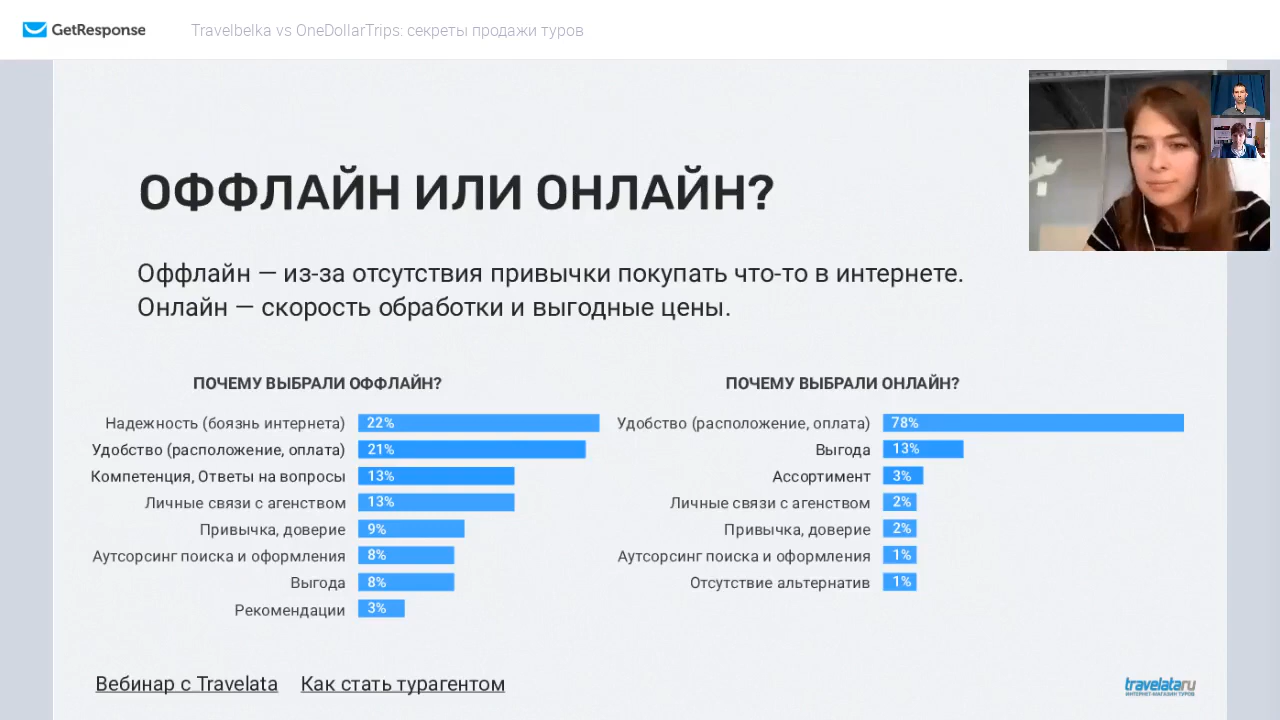 GetResponse
Travelbelka vs OneDollarTrips: секреты продажи туров
ОФФЛАЙН ИЛИ ОНЛАЙН?
Оффлайн — из-за отсутствия привычки покупать что-то в интернете.
Онлайн — скорость обработки и выгодные цены.
ПОЧЕМУ ВЫБРАЛИ ОФФЛАЙН?
Надежность (боязнь интернета) 22%
Удобство (расположение, оплата) 21%
Компетенция, Ответы на вопросы 13%
Личные связи с агенством 13%
Привычка, доверие 9%
Аутсорсинг поиска и оформления 8%
Выгода 8%
Рекомендации 3%
ПОЧЕМУ ВЫБРАЛИ ОНЛАЙН?
Удобство (расположение, оплата) 78%
Выгода 13%
Ассортимент 3%
Личные связи с агенством 2%
Привычка, доверие 2%
Аутсорсинг поиска и оформления 1%
Отсутствие альтернатив 1%
Вебинар с Travelata Как стать турагентом
travelata.ru
ИНТЕРНЕТ-МАГАЗИН ТУРОВ